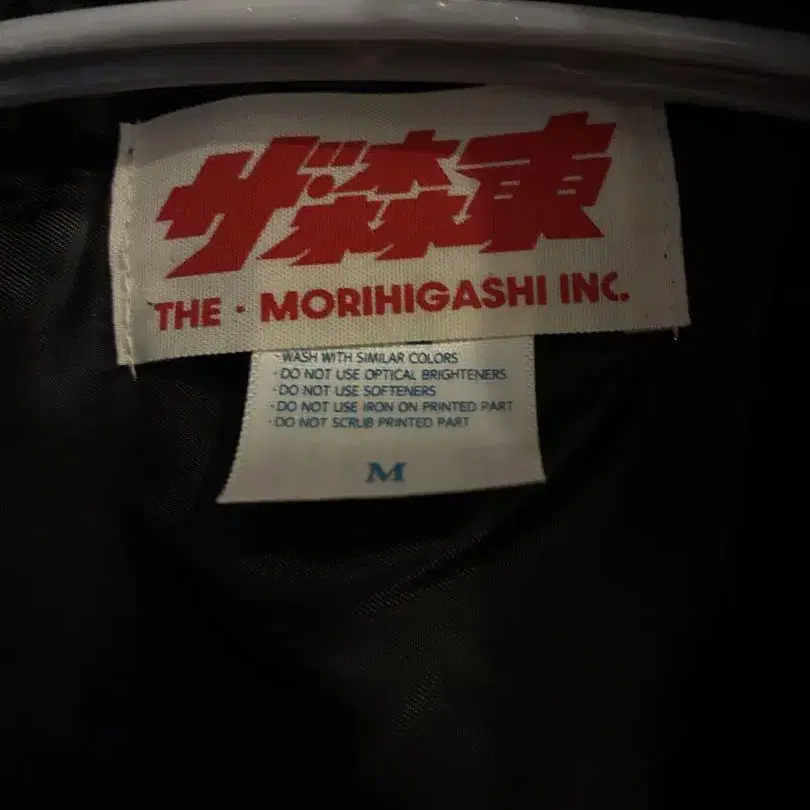 ザ・森東
THE · MORIHIGASHI INC.
·WASH WITH SIMILAR COLORS
·DO NOT USE OPTICAL BRIGHTENERS
·DO NOT USE SOFTENERS
·DO NOT USE IRON ON PRINTED PART
·DO NOT SCRUB PRINTED PART
M